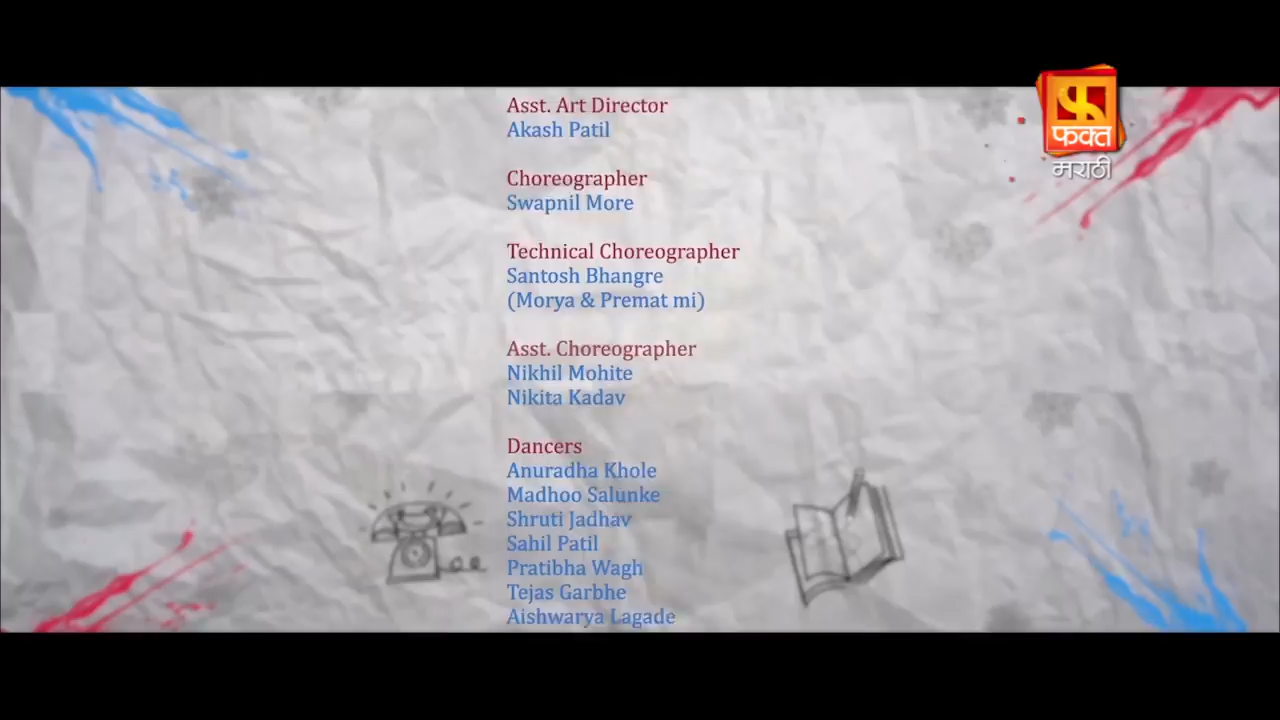 Asst. Art Director
Akash Patil
Choreographer
Swapnil More
Technical Choreographer
Santosh Bhangre
(Morya & Premat mi)
Asst. Choreographer
Nikhil Mohite
Nikita Kadav
Dancers
Anuradha Khole
Madhoo Salunke
Shruti Jadhav
Sahil Patil
Pratibha Wagh
Tejas Garbhe
Aishwarya Lagade
फक्त
मराठी